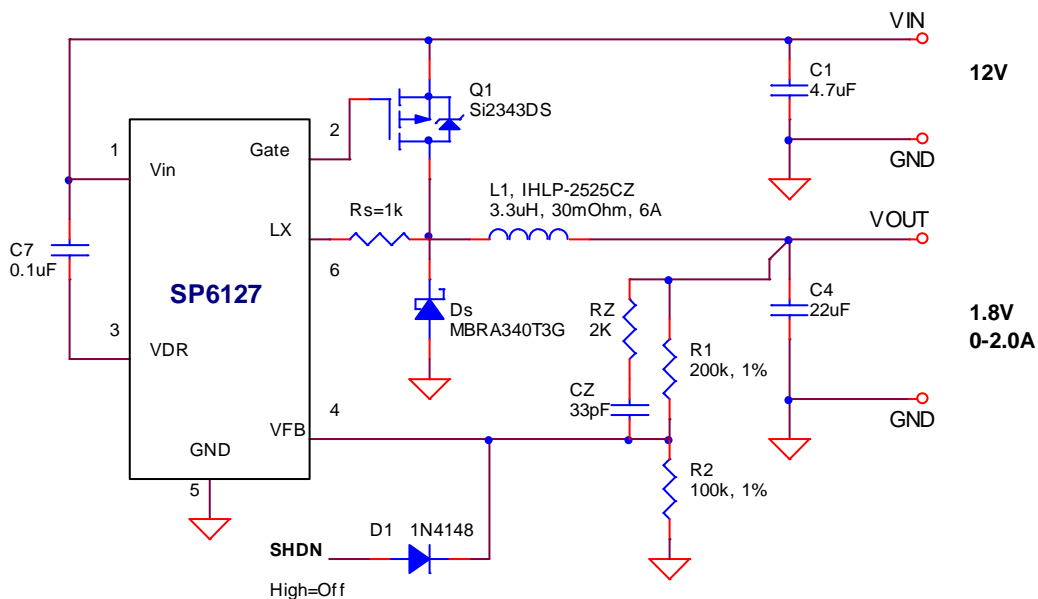 VIN
12V
C1
4.7uF
GND
Q1
Si2343DS
2
1
Gate
Vin
L1, IHLP-2525CZ
3.3uH, 30mOhm, 6A
VOUT
Rs=1k
LX
C7
0.1uF
6
SP6127
C4
22uF
1.8V
0-2.0A
Ds
MBRA340T3G
RZ
2K
3
VDR
R1
200k, 1%
CZ
33pF
4
VFB
GND
GND
5
R2
100k, 1%
D1 1N4148
SHDN
High=Off